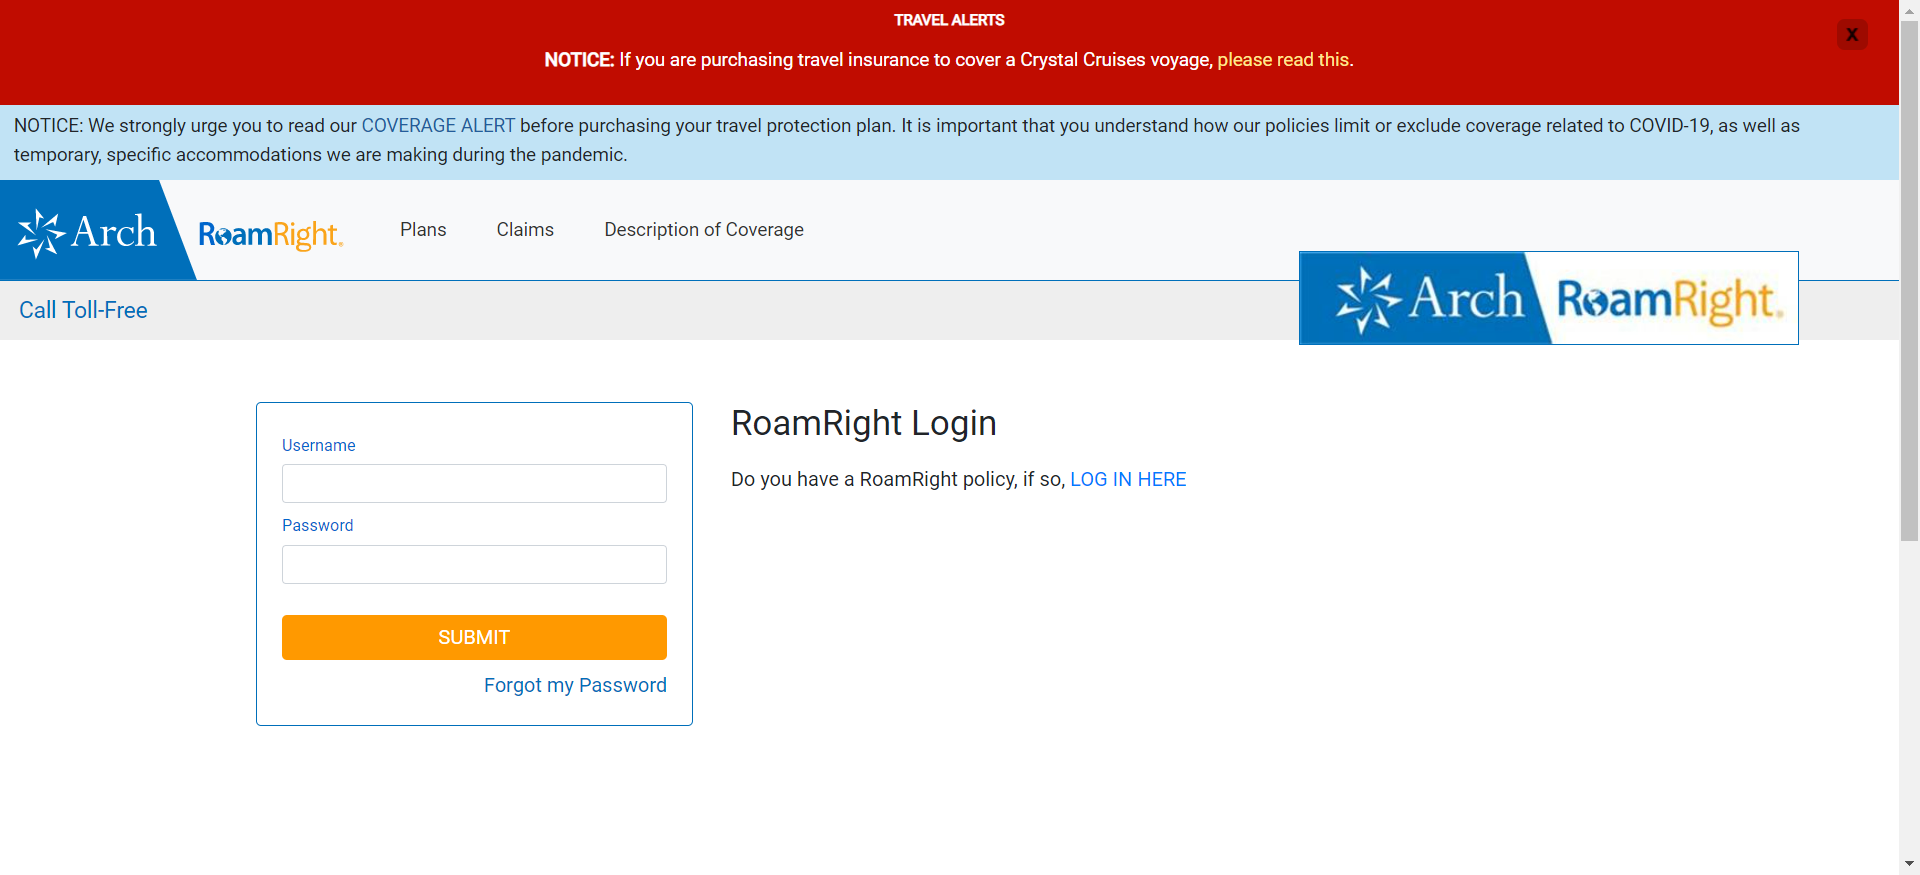 TRAVEL ALERTS
X
NOTICE: If you are purchasing travel insurance to cover a Crystal Cruises voyage, please read this.
NOTICE: We strongly urge you to read our COVERAGE ALERT before purchasing your travel protection plan. It is important that you understand how our policies limit or exclude coverage related to COVID-19, as well as
temporary, specific accommodations we are making during the pandemic.
Arch RoamRight. Plans Claims Description of Coverage
Call Toll-Free
Arch RoamRight.
Username
Password
SUBMIT
Forgot my Password
RoamRight Login
Do you have a RoamRight policy, if so, LOG IN HERE